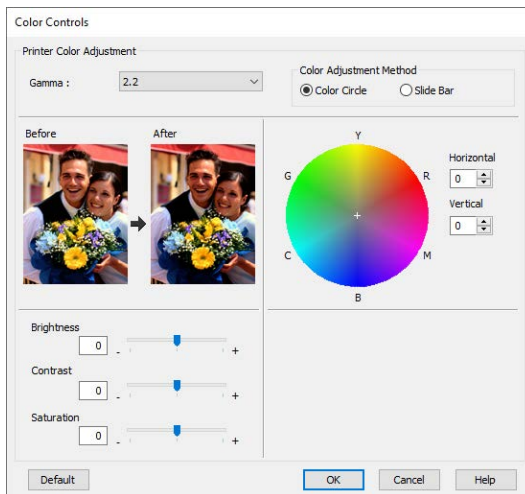 Color Controls
Printer Color Adjustment
Gamma :
2.2
Color Adjustment Method
Color Circle
Slide Bar
Before
After
Y
G
R
C
M
B
Horizontal
0
Vertical
0
Brightness
0
-
+
Contrast
0
-
+
Saturation
0
-
+
Default
OK
Cancel
Help